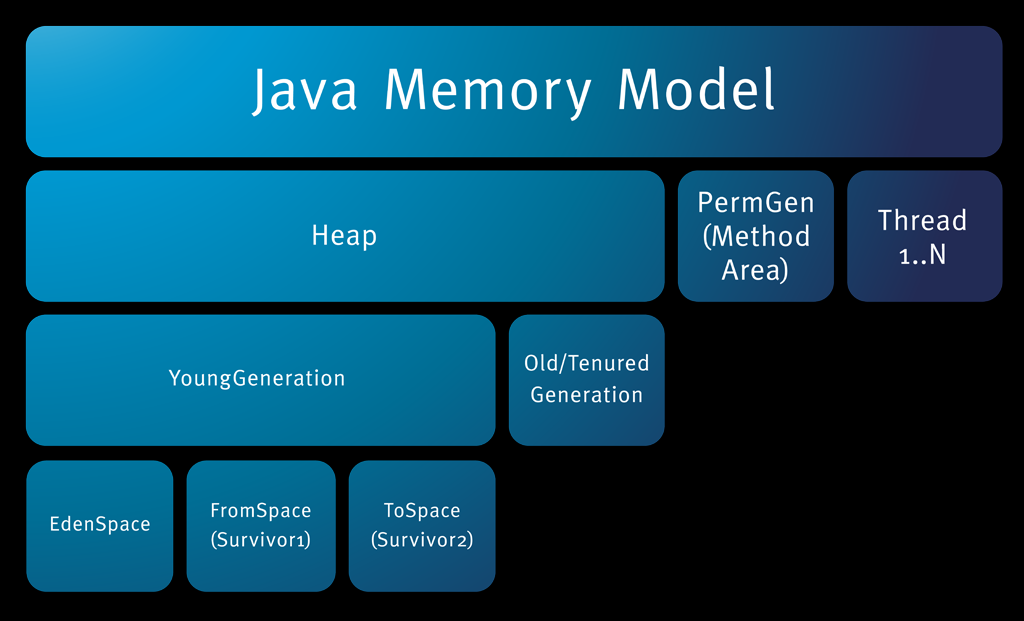 Java Memory Model
Heap
PermGen
(Method
Area)
Thread
1..N
YoungGeneration
Old/Tenured
Generation
EdenSpace
FromSpace
(Survivor1)
ToSpace
(Survivor2)